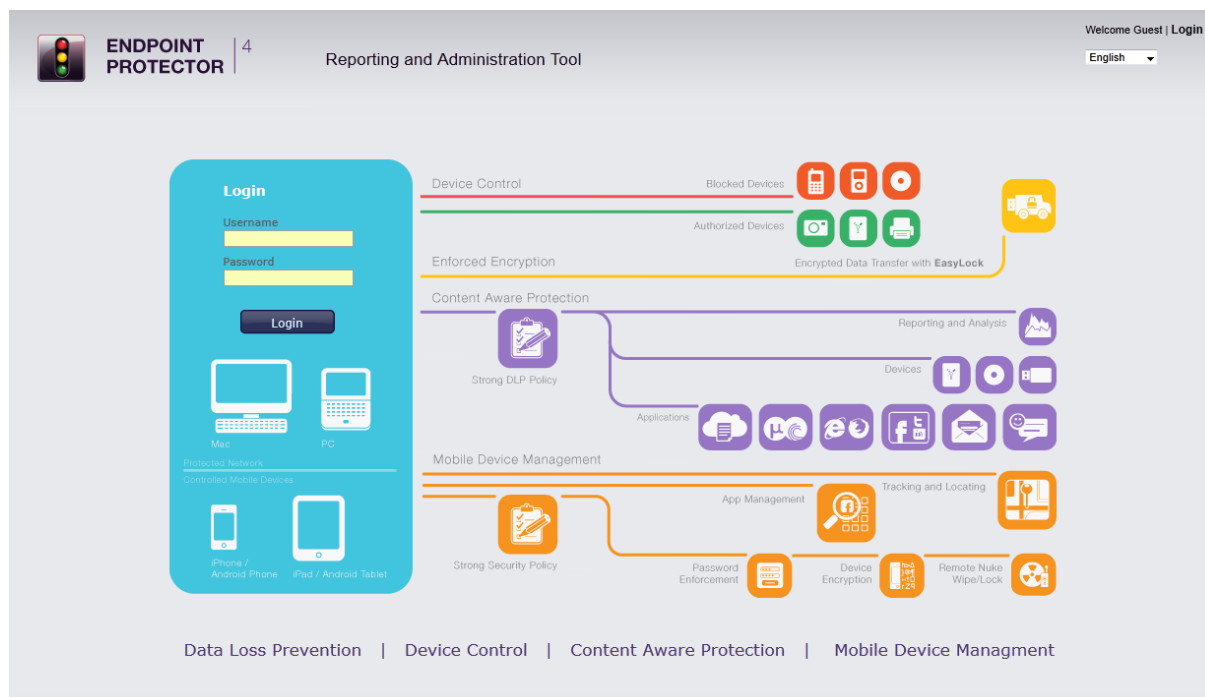 Welcome Guest | Login
English
ENDPOINT
PROTECTOR
4
Reporting and Administration Tool
Login
Username
Password
Login
Mac
PC
Protected Network
Controlled Mobile Devices
iPhone /
Android Phone
iPad / Android Tablet
Device Control
Blocked Devices
Authorized Devices
Enforced Encryption
Encrypted Data Transfer with EasyLock
Content Aware Protection
Reporting and Analysis
Strong DLP Policy
Devices
Applications
Mobile Device Management
Tracking and Locating
App Management
Strong Security Policy
Password
Enforcement
Device
Encryption
Remote Nuke
Wipe/Lock
Data Loss Prevention | Device Control | Content Aware Protection | Mobile Device Managment